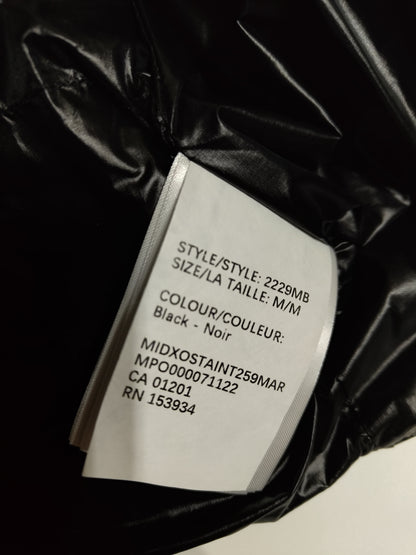 STYLE/STYLE: 2229MB
SIZE/LA TAILLE: M/M
COLOUR/COULEUR:
Black - Noir
MIDXOSTAINT259MAR
MPO000071122
CA 01201
RN 153934